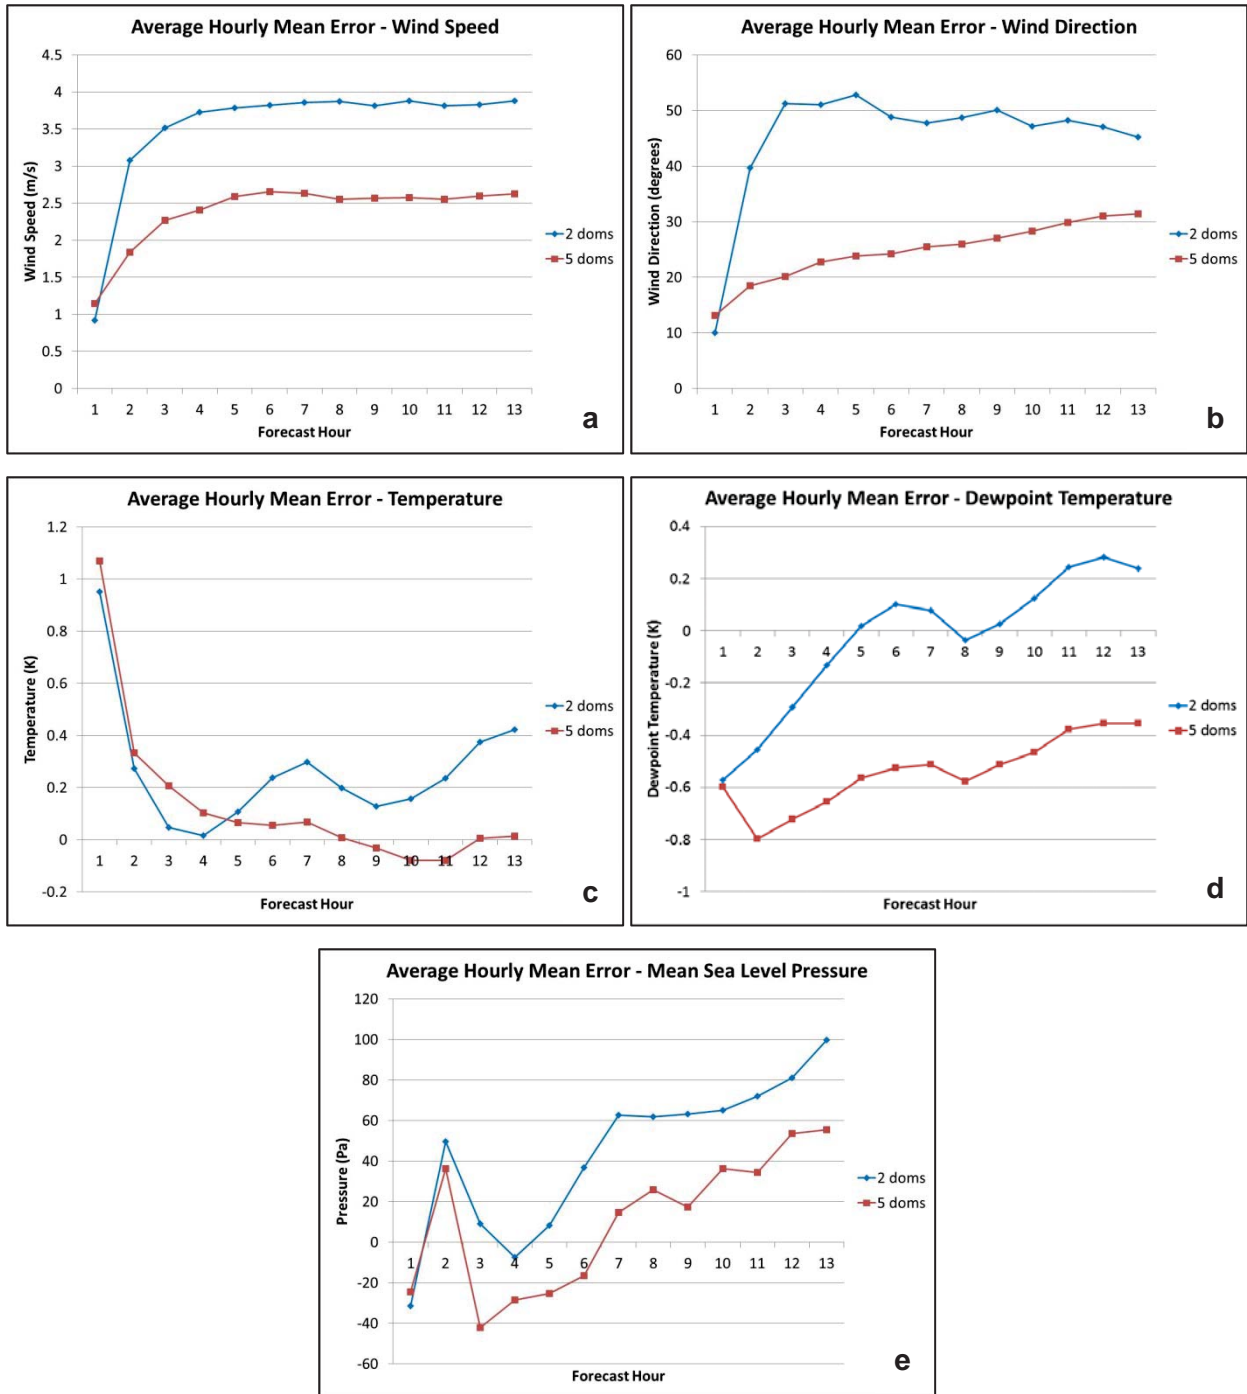 Average Hourly Mean Error - Wind Speed
4.5
4
3.5
3
2.5
2
1.5
1
0.5
0
Wind Speed (m/s)
1 2 3 4 5 6 7 8 9 10 11 12 13
Forecast Hour
2 doms
5 doms
a
Average Hourly Mean Error - Wind Direction
60
50
40
30
20
10
0
Wind Direction (degrees)
1 2 3 4 5 6 7 8 9 10 11 12 13
Forecast Hour
2 doms
5 doms
b
Average Hourly Mean Error - Temperature
1.2
1
0.8
0.6
0.4
0.2
0
-0.2
Temperature (K)
1 2 3 4 5 6 7 8 9 10 11 12 13
Forecast Hour
2 doms
5 doms
c
Average Hourly Mean Error - Dewpoint Temperature
0.4
0.2
0
-0.2
-0.4
-0.6
-0.8
-1
Dewpoint Temperature (K)
1 2 3 4 5 6 7 8 9 10 11 12 13
Forecast Hour
2 doms
5 doms
d
Average Hourly Mean Error - Mean Sea Level Pressure
120
100
80
60
40
20
0
-20
-40
-60
Pressure (Pa)
1 2 3 4 5 6 7 8 9 10 11 12 13
Forecast Hour
2 doms
5 doms
e